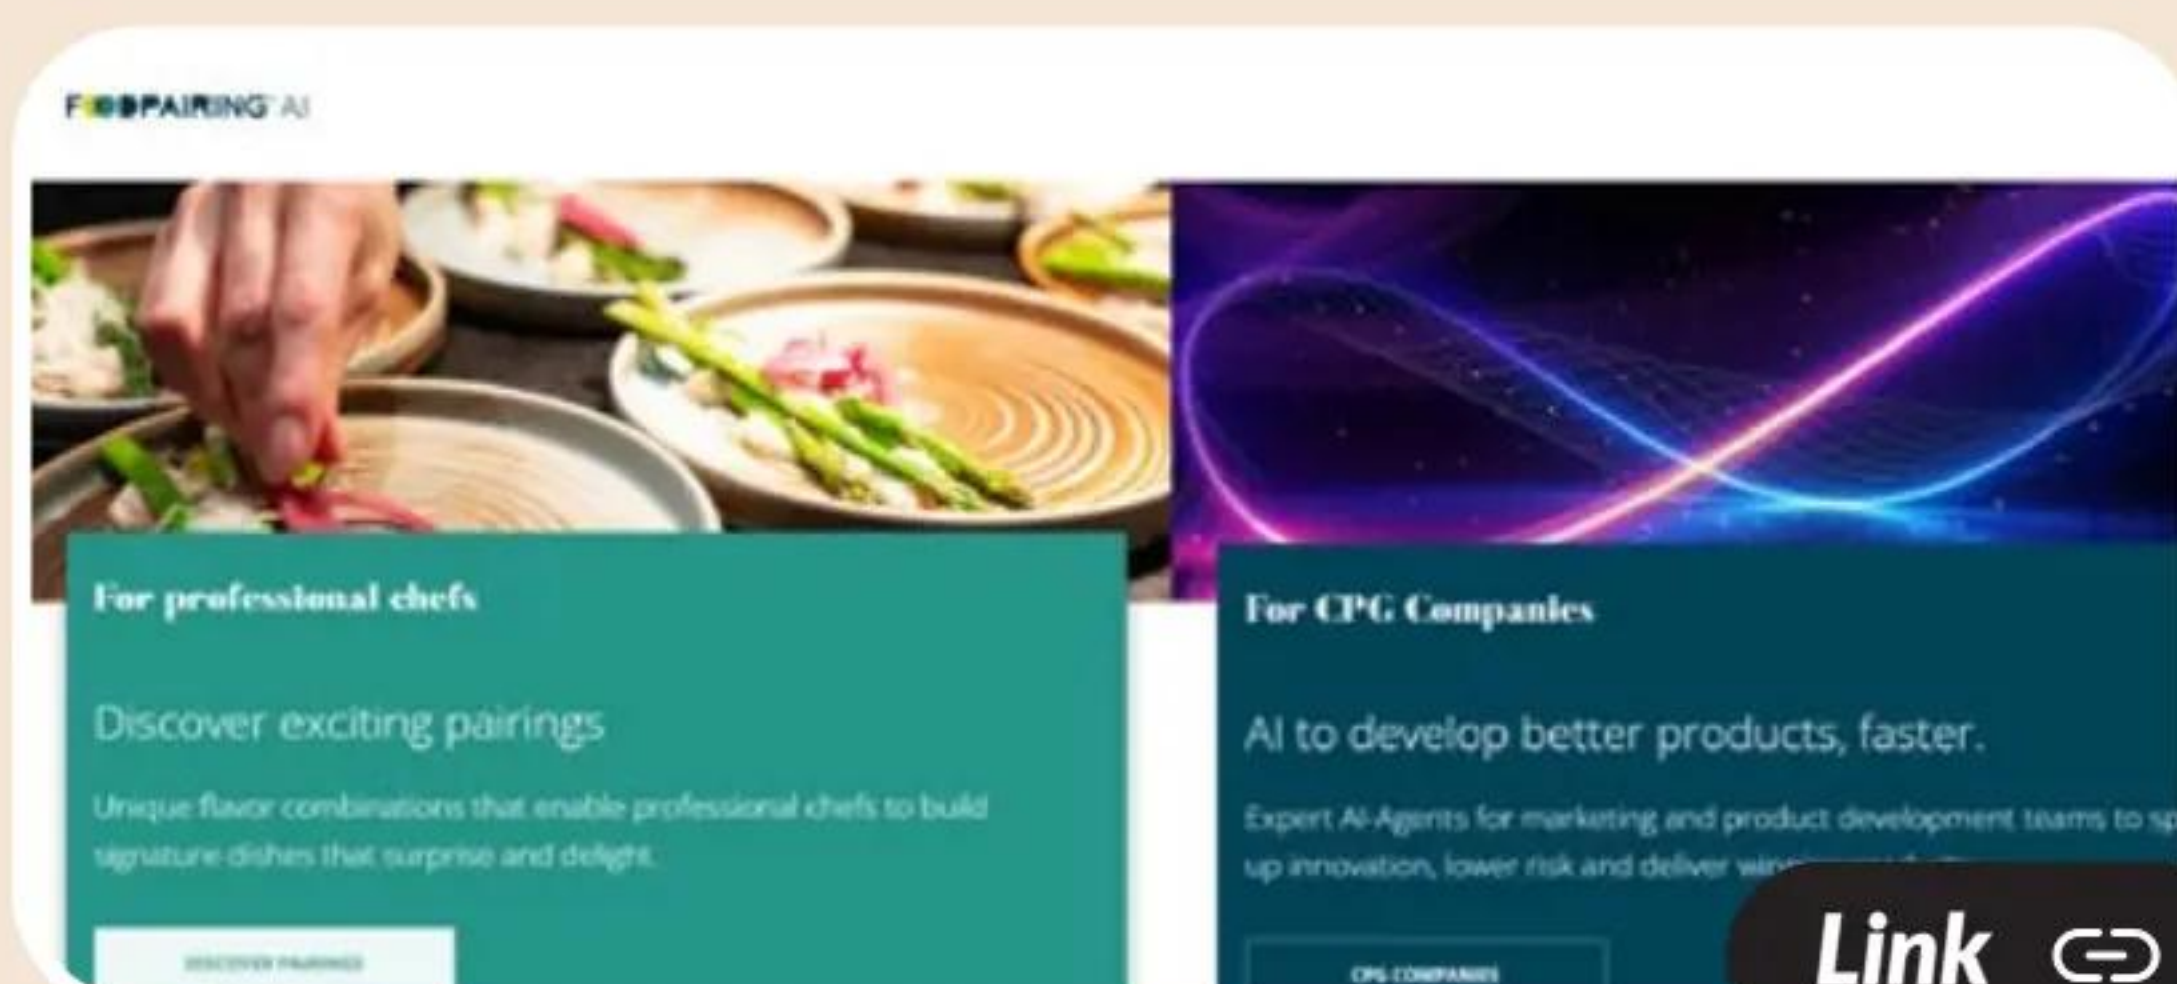 FOODPAIRING AI
For professional chefs
Discover exciting pairings
Unique flavor combinations that enable professional chefs to build
signature dishes that surprise and delight.
DISCOVER PAIRINGS
For CPG Companies
AI to develop better products, faster.
Expert AI-Agents for marketing and product development teams to sp
up innovation, lower risk and deliver
CPG COMPANIES
Link